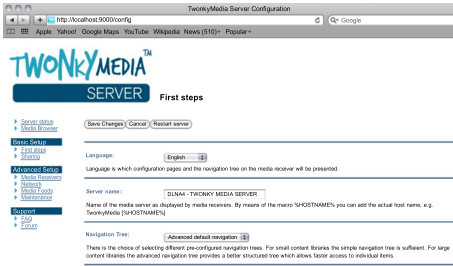 TwonkyMedia Server Configuration
http://localhost:9000/config
Google
Apple Yahoo! Google Maps YouTube Wikipedia News (510) Popular
TWONKYMEDIA TM
SERVER
First steps
Server status
Media Browser
Basic Setup
First steps
Sharing
Advanced Setup
Media Receivers
Network
Media Feeds
Maintenance
Support
FAQ
Forum
Save Changes Cancel Restart server
Language: English
Language is which configuration pages and the navigation tree on the media receiver will be presented.
Server name:: DLNA4 - TWONKY MEDIA SERVER
Name of the media server as displayed by media receivers. By means of the macro %HOSTNAME% you can add the actual host name, e.g.
TwonkyMedia [%HOSTNAME%]
Navigation Tree: Advanced default navigation
There is the choice of selecting different pre-configured navigation trees. For small content libraries the simple navigation tree is suffieient. For large
content libraries the advanced navigation tree provides a better structured tree which allows faster access to individual items.